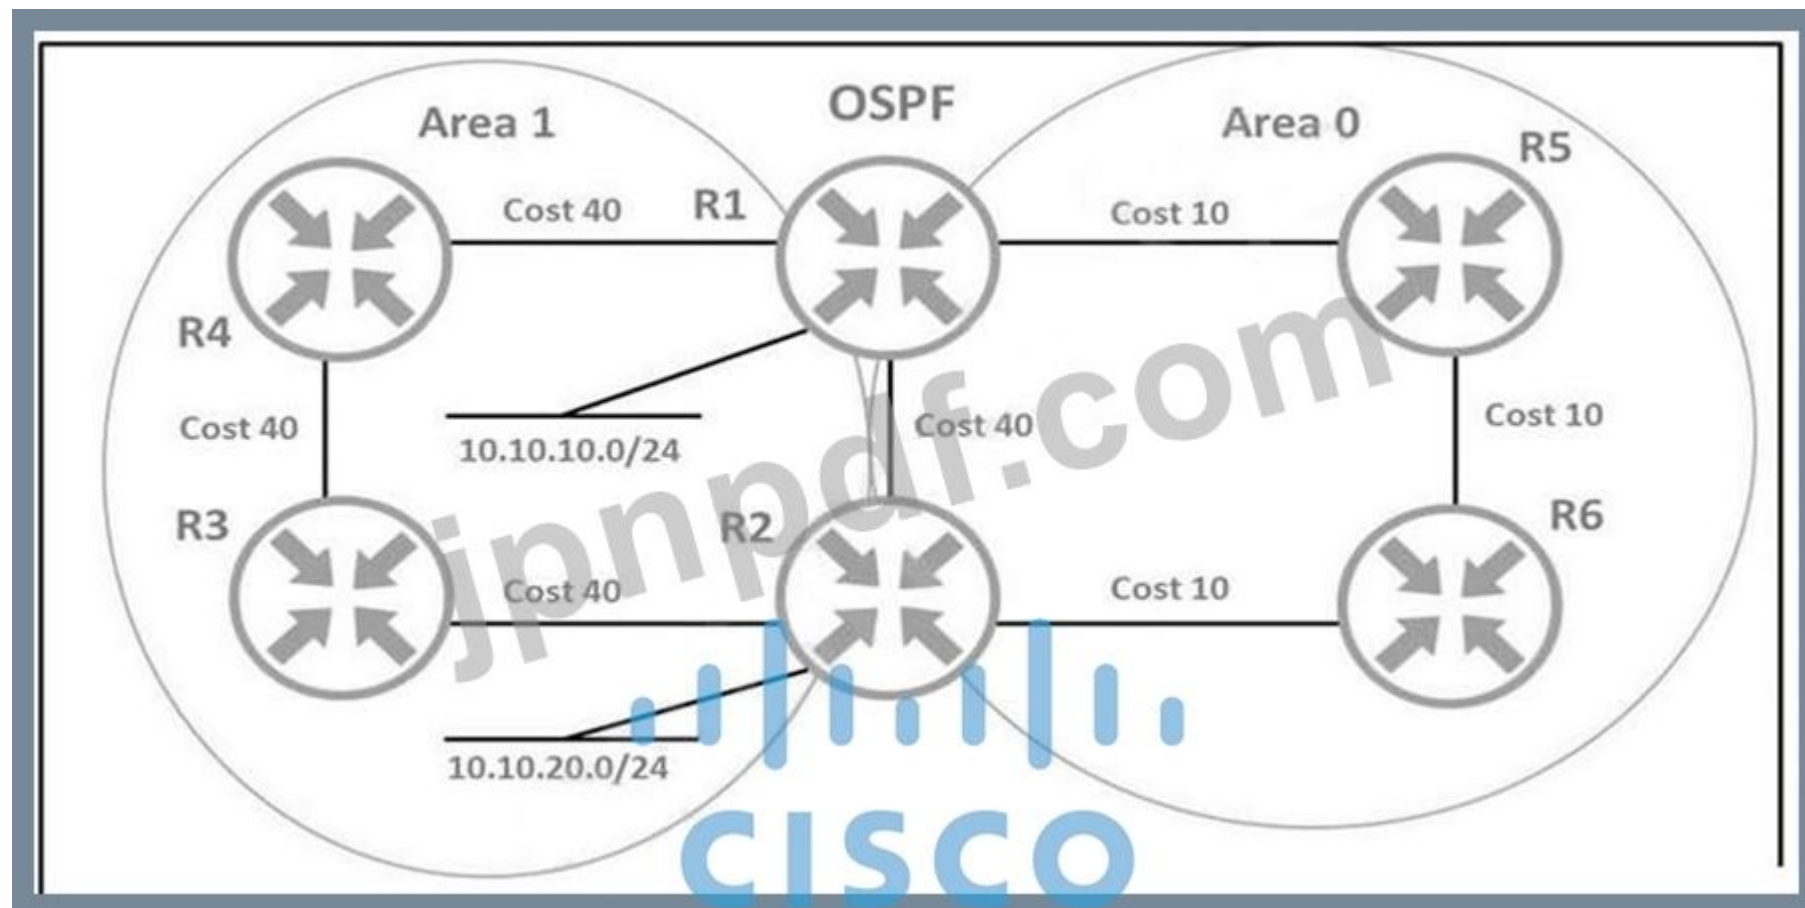 OSPF
Area 1
Area 0
R5
Cost 40
R1
Cost 10
R4
Cost 40
10.10.10.0/24
Cost 40
Cost 10
R3
R2
R6
Cost 40
Cost 10
10.10.20.0/24
jpnpdf.com
CISCO